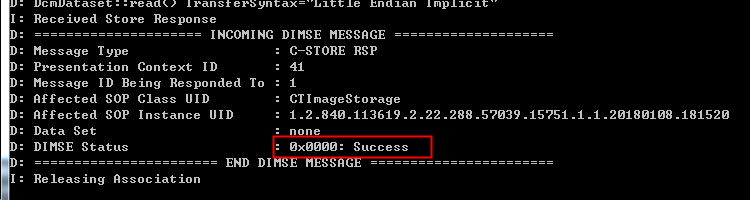 D: DcmDataset::read() TransferSyntax="Little Endian Implicit"
I: Received Store Response
D: ===================== INCOMING DIMSE MESSAGE ====================
D: Message Type : C-STORE RSP
D: Presentation Context ID : 41
D: Message ID Being Responded To : 1
D: Affected SOP Class UID : CTImageStorage
D: Affected SOP Instance UID : 1.2.840.113619.2.22.288.57039.15751.1.1.20180108.181520
D: Data Set : none
D: DIMSE Status : 0x0000: Success
D: ======================= END DIMSE MESSAGE =======================
I: Releasing Association